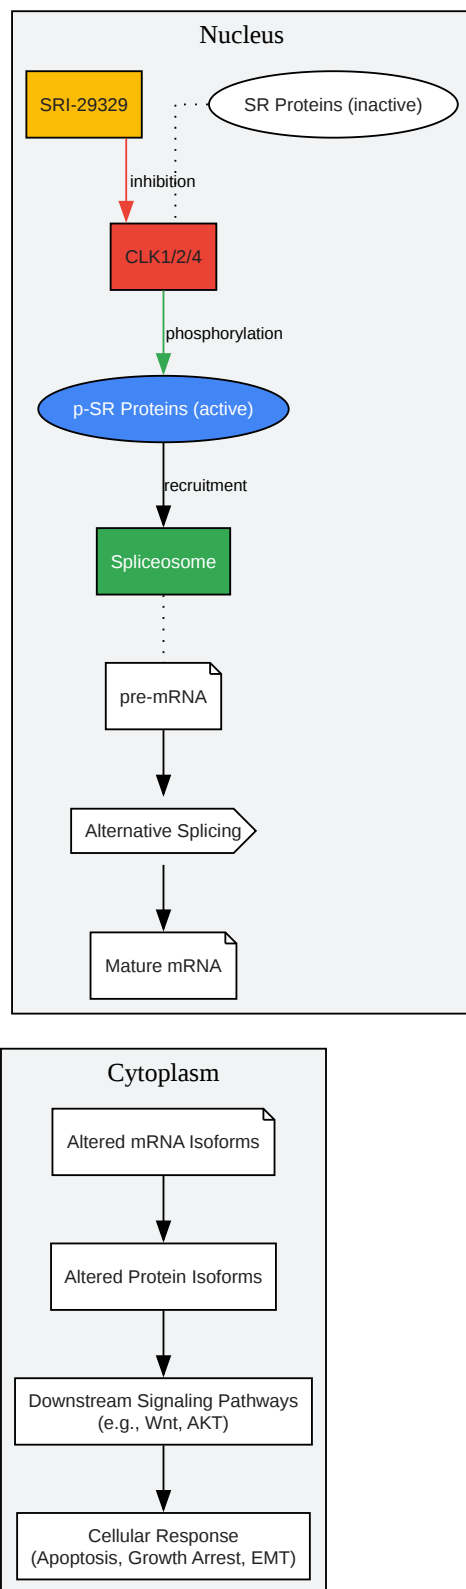 Nucleus
SRI-29329
SR Proteins (inactive)
inhibition
CLK1/2/4
phosphorylation
p-SR Proteins (active)
recruitment
Spliceosome
pre-mRNA
Alternative Splicing
Mature mRNA
Cytoplasm
Altered mRNA Isoforms
Altered Protein Isoforms
Downstream Signaling Pathways
(e.g., Wnt, AKT)
Cellular Response
(Apoptosis, Growth Arrest, EMT)